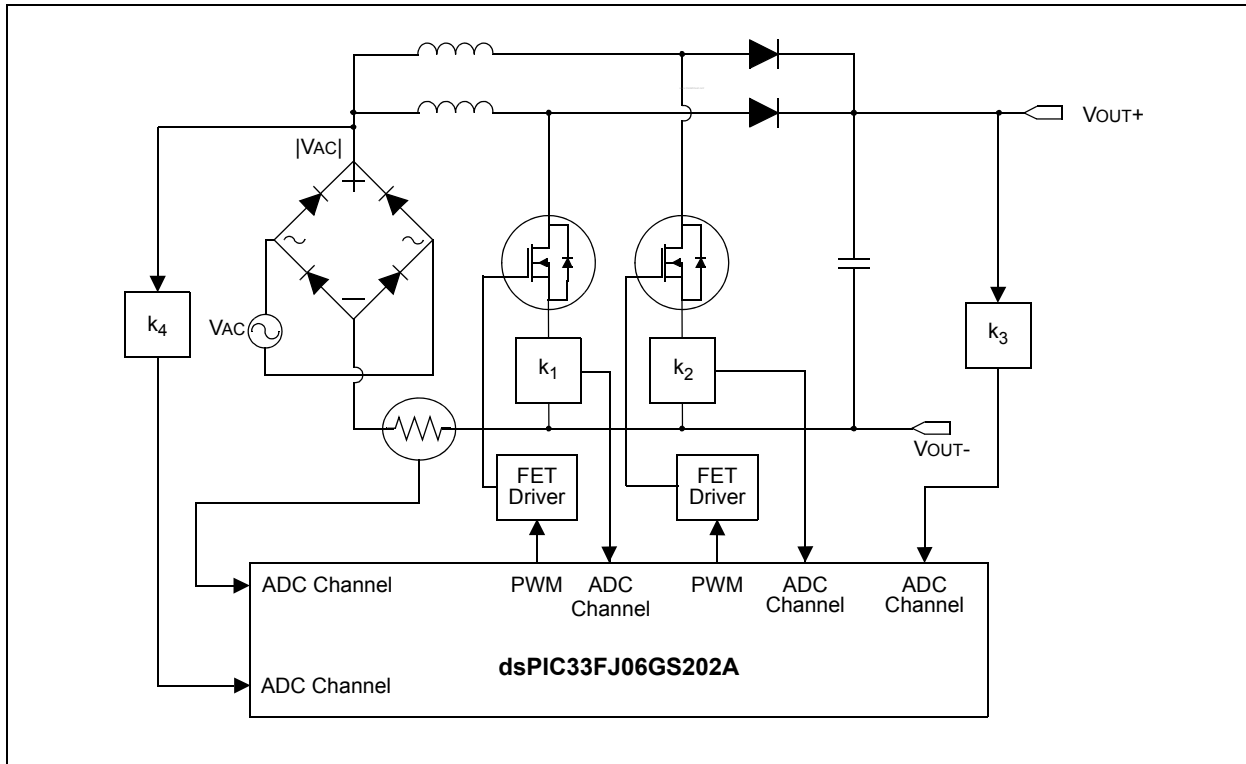 VOUT+
|VAC|
k4
VAC
k1
k2
k3
VOUT-
FET
Driver
FET
Driver
ADC Channel
PWM
ADC
Channel
PWM
ADC
Channel
ADC
Channel
dsPIC33FJ06GS202A
ADC Channel